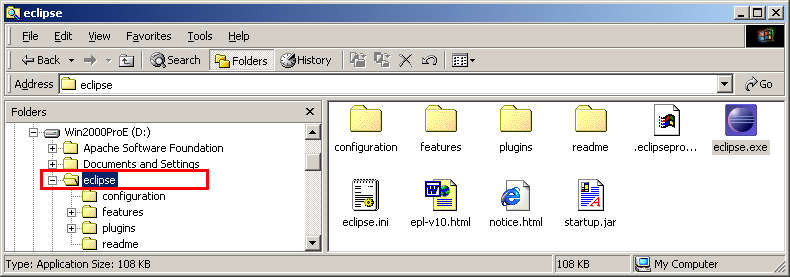 eclipse
File Edit View Favorites Tools Help
Back Search Folders History
Address eclipse Go
Folders
Win2000ProE (D:)
Apache Software Foundation
Documents and Settings
eclipse
configuration
features
plugins
readme
configuration features plugins readme .eclipsepro... eclipse.exe
eclipse.ini epl-v10.html notice.html startup.jar
Type: Application Size: 108 KB 108 KB My Computer